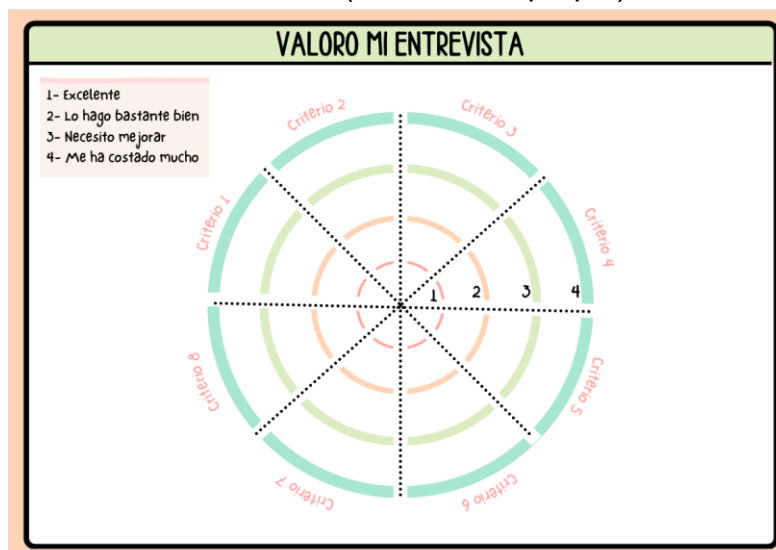 VALORO MI ENTREVISTA
1- Excelente
2- Lo hago bastante bien
3- Necesito mejorar
4- Me ha costado mucho
Criterio 1
Criterio 2
Criterio 3
Criterio 4
1 2 3 4
Criterio 5
Criterio 6
Criterio 7
Criterio 8